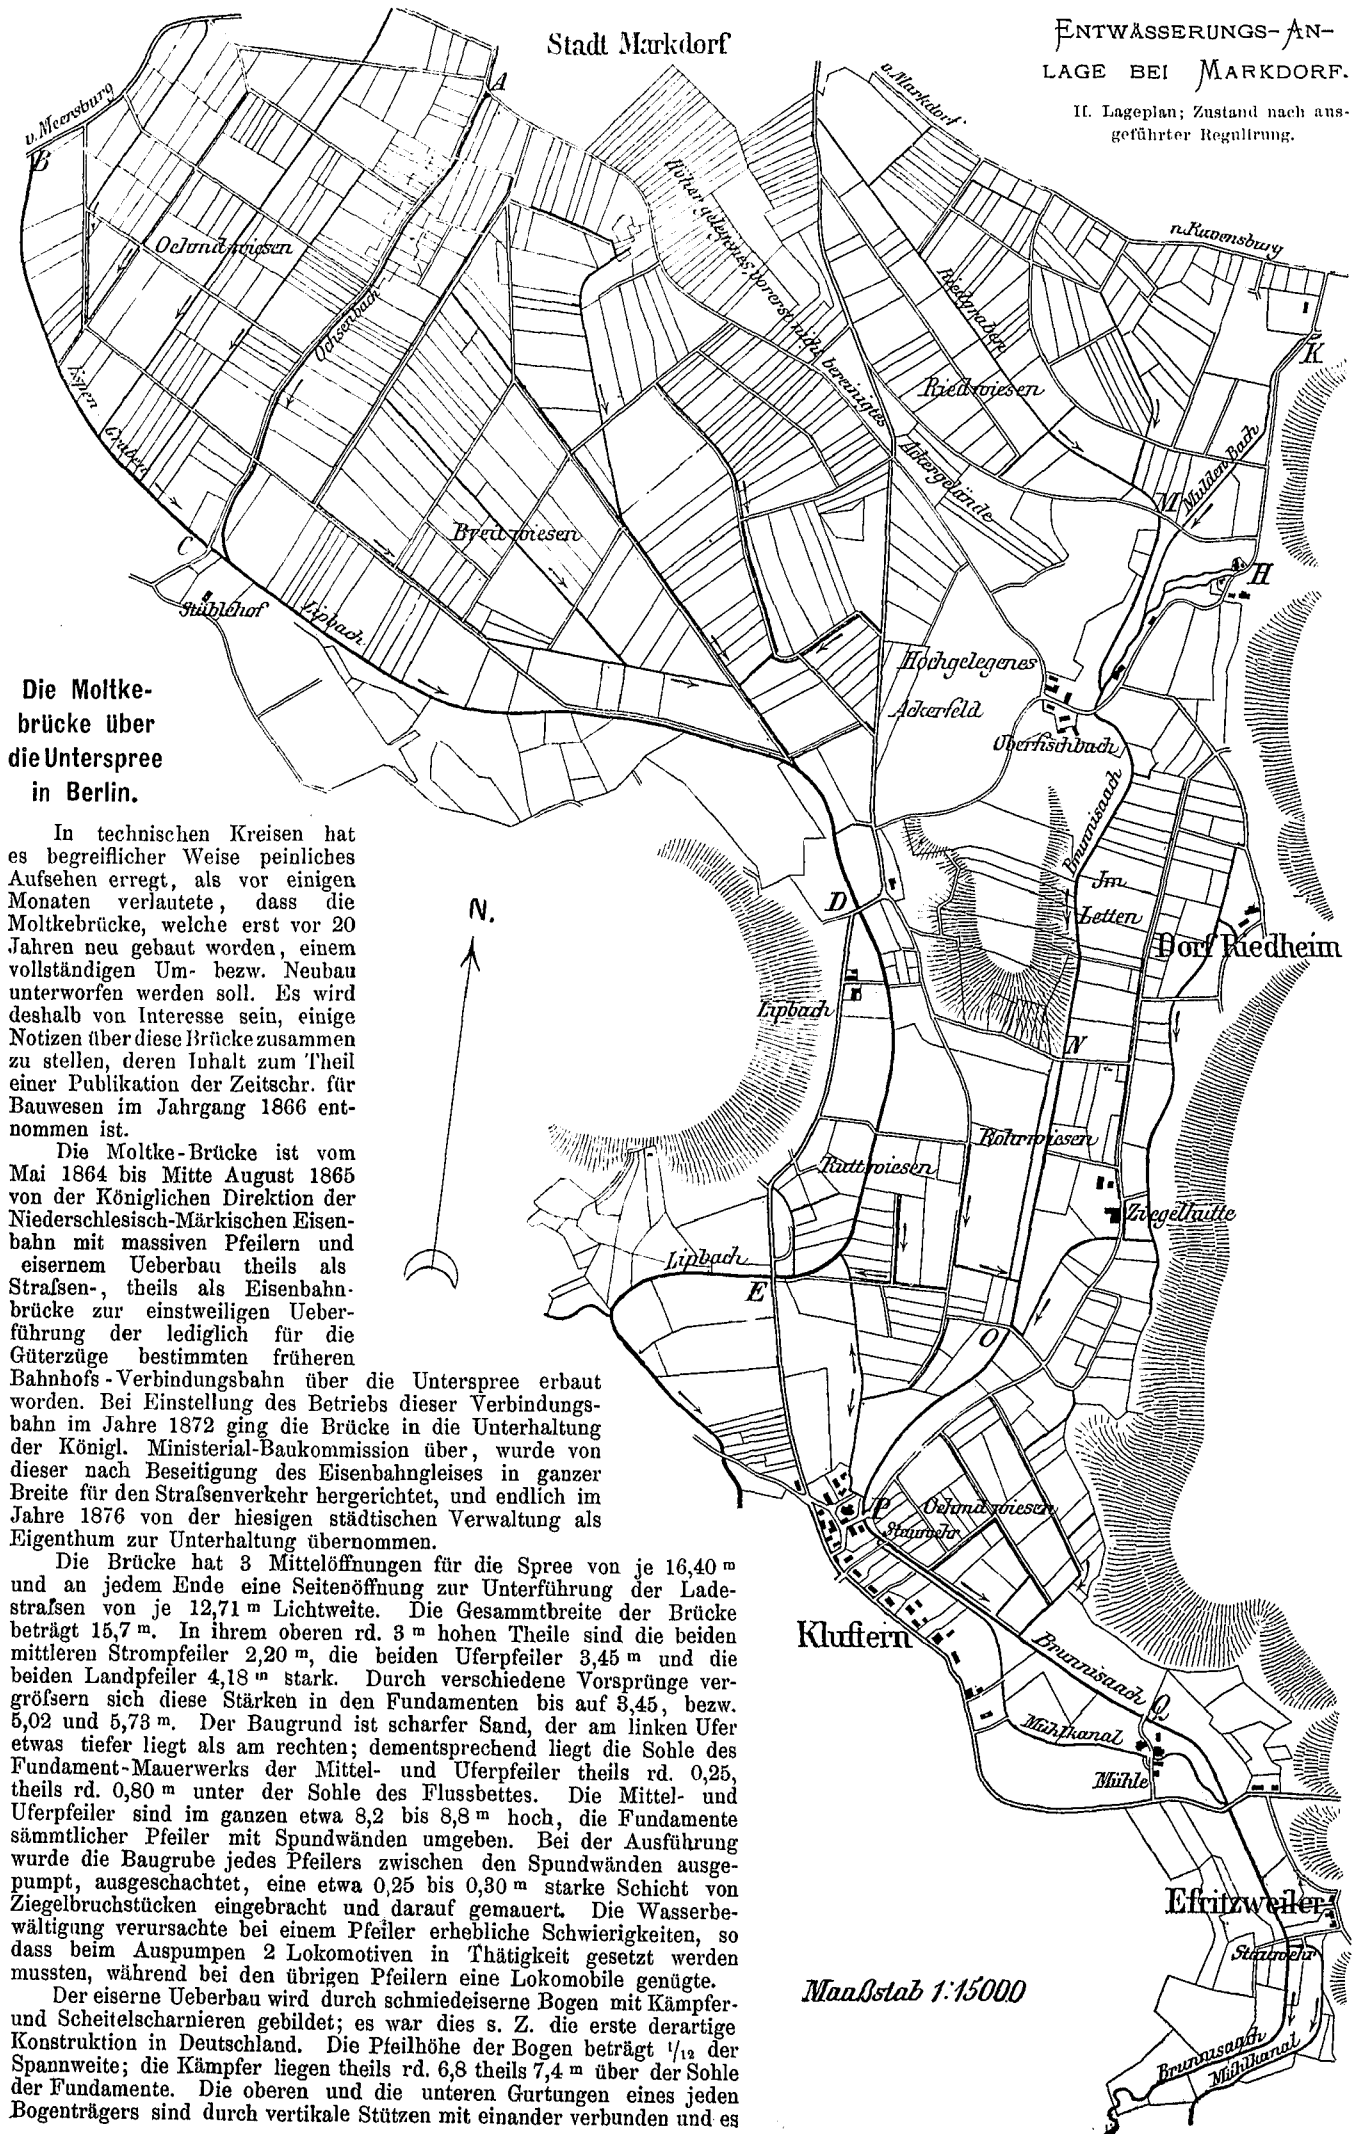 Stadt Markdorf
ENTWÄSSERUNGS-AN-
LAGE BEI MARKDORF.
II. Lageplan; Zustand nach aus-
geführter Regulirung.
v. Meersburg
A
B
v. Markdorf
n. Ravensburg
Höher gelegenes, vorerst nicht bereinigtes
Ackergelände
Oehmdwiesen
Ochsenbach
Riedgraben
Riedwiesen
K
Espen
Graben
Mulden Bach
M
Breitwiesen
C
H
Stüblehof
Lipbach
Hochgelegenes
Ackerfeld
Oberfischbach
Brunnisaach
Im
Letten
D
Dorf Riedheim
N.
Lipbach
N
Rohrwiesen
Ruttwiesen
Ziegelhütte
Lipbach
E
O
P
Oehmdwiesen
Stauwehr
Kluftern
Brunnisaach
Q
Mühlkanal
Mühle
Efritzweiler
Stauwehr
Maaßstab 1:15000
Brunnisaach
Mühlkanal
Die Moltke-
brücke über
die Unterspree
in Berlin.
In technischen Kreisen hat
es begreiflicher Weise peinliches
Aufsehen erregt, als vor einigen
Monaten verlautete, dass die
Moltkebrücke, welche erst vor 20
Jahren neu gebaut worden, einem
vollständigen Um- bezw. Neubau
unterworfen werden soll. Es wird
deshalb von Interesse sein, einige
Notizen über diese Brücke zusammen
zu stellen, deren Inhalt zum Theil
einer Publikation der Zeitschr. für
Bauwesen im Jahrgang 1866 ent-
nommen ist.
Die Moltke-Brücke ist vom
Mai 1864 bis Mitte August 1865
von der Königlichen Direktion der
Niederschlesisch-Märkischen Eisen-
bahn mit massiven Pfeilern und
eisernem Ueberbau theils als
Straſsen-, theils als Eisenbahn-
brücke zur einstweiligen Ueber-
führung der lediglich für die
Güterzüge bestimmten früheren
Bahnhofs-Verbindungsbahn über die Unterspree erbaut
worden. Bei Einstellung des Betriebs dieser Verbindungs-
bahn im Jahre 1872 ging die Brücke in die Unterhaltung
der Königl. Ministerial-Baukommission über, wurde von
dieser nach Beseitigung des Eisenbahngleises in ganzer
Breite für den Straſsenverkehr hergerichtet, und endlich im
Jahre 1876 von der hiesigen städtischen Verwaltung als
Eigenthum zur Unterhaltung übernommen.
Die Brücke hat 3 Mittelöffnungen für die Spree von je 16,40 m
und an jedem Ende eine Seitenöffnung zur Unterführung der Lade-
straſsen von je 12,71 m Lichtweite. Die Gesammtbreite der Brücke
beträgt 15,7 m. In ihrem oberen rd. 3 m hohen Theile sind die beiden
mittleren Strompfeiler 2,20 m, die beiden Uferpfeiler 3,45 m und die
beiden Landpfeiler 4,18 m stark. Durch verschiedene Vorsprünge ver-
gröſsern sich diese Stärken in den Fundamenten bis auf 3,45, bezw.
5,02 und 5,73 m. Der Baugrund ist scharfer Sand, der am linken Ufer
etwas tiefer liegt als am rechten; dementsprechend liegt die Sohle des
Fundament-Mauerwerks der Mittel- und Uferpfeiler theils rd. 0,25,
theils rd. 0,80 m unter der Sohle des Flussbettes. Die Mittel- und
Uferpfeiler sind im ganzen etwa 8,2 bis 8,8 m hoch, die Fundamente
sämmtlicher Pfeiler mit Spundwänden umgeben. Bei der Ausführung
wurde die Baugrube jedes Pfeilers zwischen den Spundwänden ausge-
pumpt, ausgeschachtet, eine etwa 0,25 bis 0,30 m starke Schicht von
Ziegelbruchstücken eingebracht und darauf gemauert. Die Wasserbe-
wältigung verursachte bei einem Pfeiler erhebliche Schwierigkeiten, so
dass beim Auspumpen 2 Lokomotiven in Thätigkeit gesetzt werden
mussten, während bei den übrigen Pfeilern eine Lokomobile genügte.
Der eiserne Ueberbau wird durch schmiedeiserne Bogen mit Kämpfer-
und Scheitelscharnieren gebildet; es war dies s. Z. die erste derartige
Konstruktion in Deutschland. Die Pfeilhöhe der Bogen beträgt 1/12 der
Spannweite; die Kämpfer liegen theils rd. 6,8 theils 7,4 m über der Sohle
der Fundamente. Die oberen und die unteren Gurtungen eines jeden
Bogenträgers sind durch vertikale Stützen mit einander verbunden und es